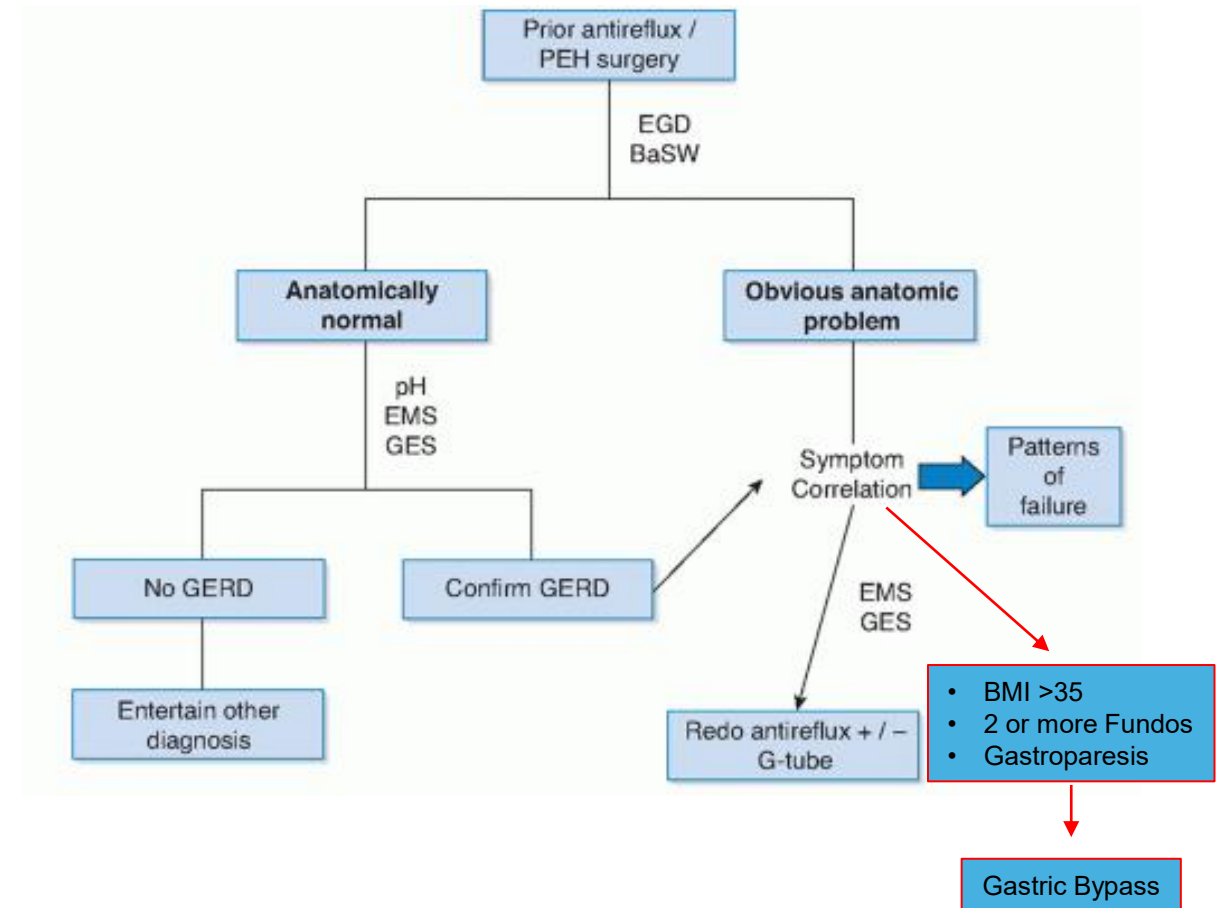 Prior antireflux /
PEH surgery
EGD
BaSW
Anatomically
normal
Obvious anatomic
problem
pH
EMS
GES
Symptom
Correlation
Patterns
of
failure
No GERD
Confirm GERD
EMS
GES
Entertain other
diagnosis
Redo antireflux + / –
G-tube
• BMI >35
• 2 or more Fundos
• Gastroparesis
Gastric Bypass